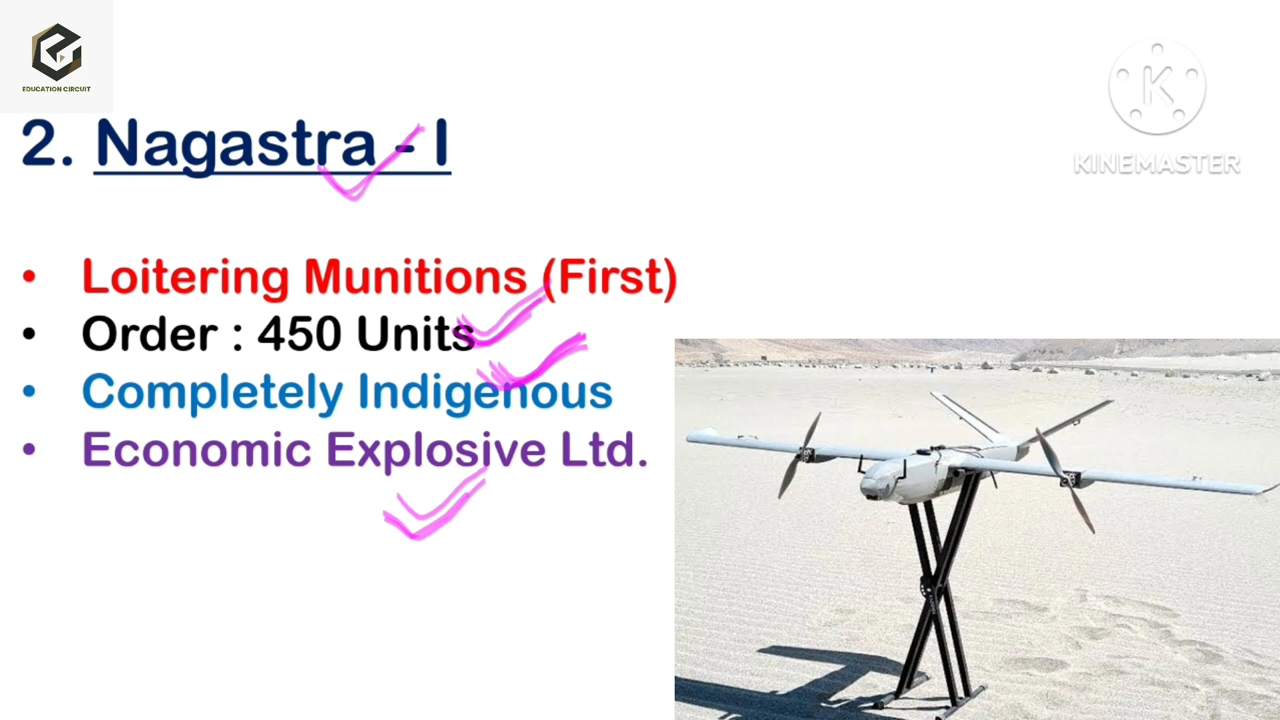 EDUCATION CIRCUIT
K
KINEMASTER
2. Nagastra - I
• Loitering Munitions (First)
• Order : 450 Units
• Completely Indigenous
• Economic Explosive Ltd.